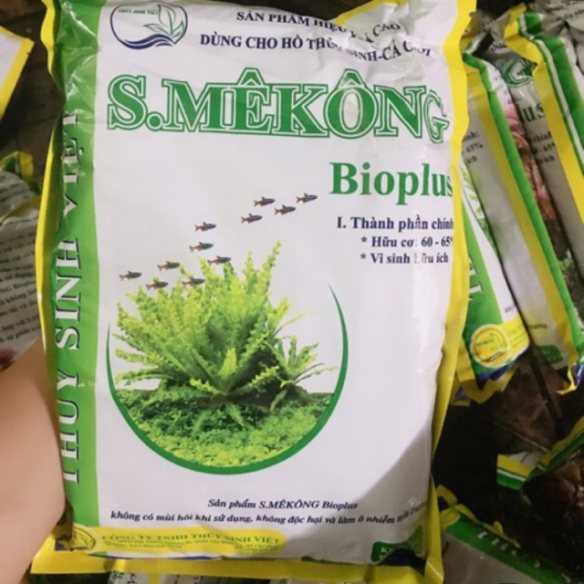 SẢN PHẨM HIỆU QUẢ CAO
DÙNG CHO HỒ THỦY SINH-CÁ CẢNH
S.MÊKÔNG
Bioplus
I. Thành phần chính
* Hữu cơ: 60 - 65%
* Vi sinh hữu ích
THỦY SINH VIỆT
Sản phẩm S.MÊKÔNG Bioplus
không có mùi hôi khi sử dụng, không độc hại và làm ô nhiễm
CÔNG TY TNHH THỦY SINH VIỆT